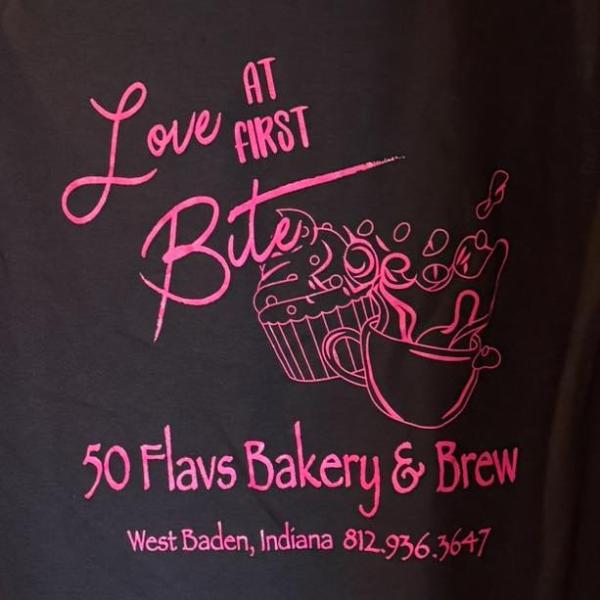 Love AT
FIRST
Bite
50 Flavs Bakery & Brew
West Baden, Indiana 812.936.3647